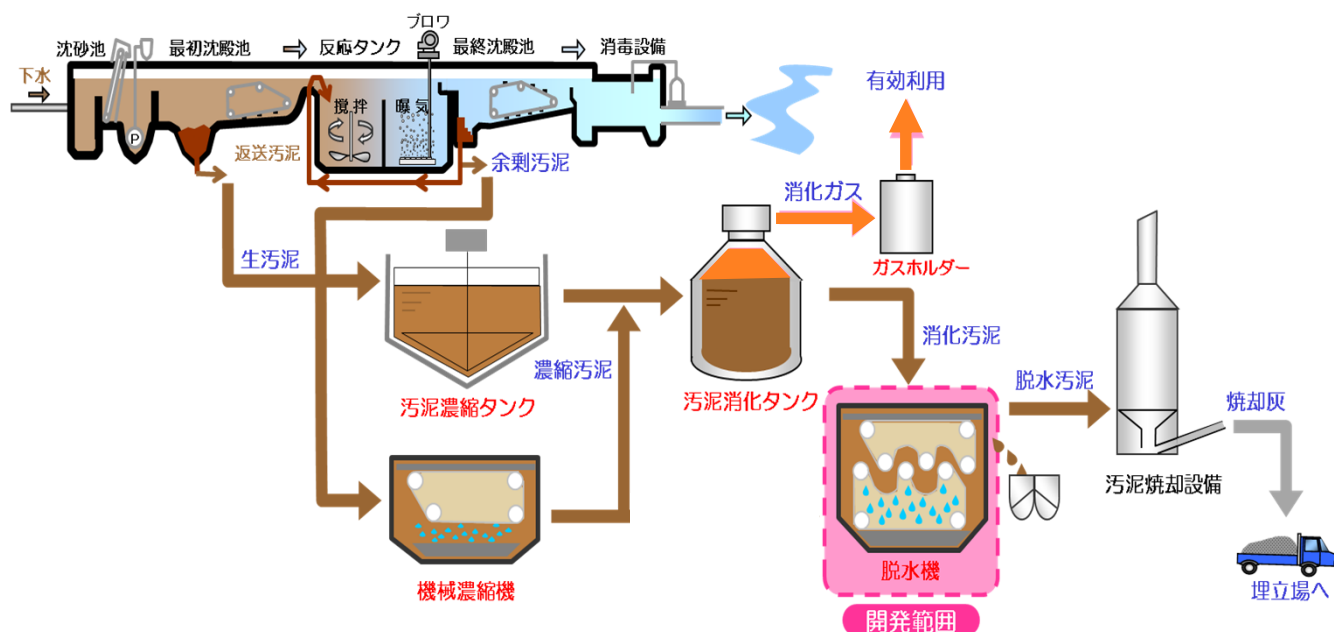 ブロワ
沈砂池
最初沈殿池
反応タンク
最終沈殿池
消毒設備
下水
有効利用
攪拌
曝気
P
返送汚泥
余剰汚泥
消化ガス
生汚泥
ガスホルダー
消化汚泥
濃縮汚泥
脱水汚泥
汚泥濃縮タンク
汚泥消化タンク
焼却灰
汚泥焼却設備
脱水機
機械濃縮機
埋立場へ
開発範囲